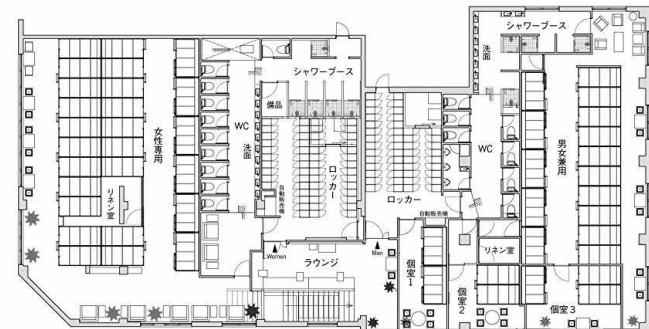 シャワーブース
洗面
シャワーブース
備品
女性専用
WC
洗面
WC
男女兼用
ロッカー
リネン室
自動販売機
ロッカー
自動販売機
Women
ラウンジ
Men
個室1
リネン室
個室2
個室3